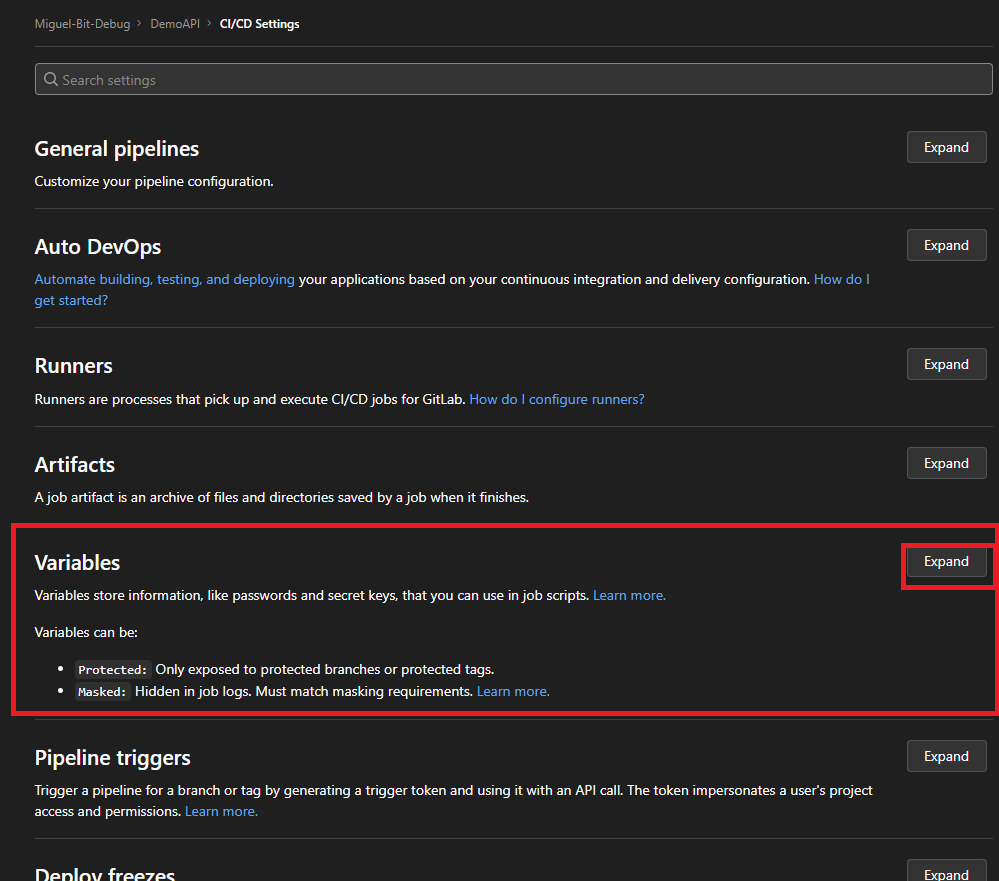 Miguel-Bit-Debug › DemoAPI › CI/CD Settings
Search settings
General pipelines
Expand
Customize your pipeline configuration.
Auto DevOps
Expand
Automate building, testing, and deploying your applications based on your continuous integration and delivery configuration. How do I
get started?
Runners
Expand
Runners are processes that pick up and execute CI/CD jobs for GitLab. How do I configure runners?
Artifacts
Expand
A job artifact is an archive of files and directories saved by a job when it finishes.
Variables
Expand
Variables store information, like passwords and secret keys, that you can use in job scripts. Learn more.
Variables can be:
• Protected: Only exposed to protected branches or protected tags.
• Masked: Hidden in job logs. Must match masking requirements. Learn more.
Pipeline triggers
Expand
Trigger a pipeline for a branch or tag by generating a trigger token and using it with an API call. The token impersonates a user's project
access and permissions. Learn more.
Deploy freezes
Expand